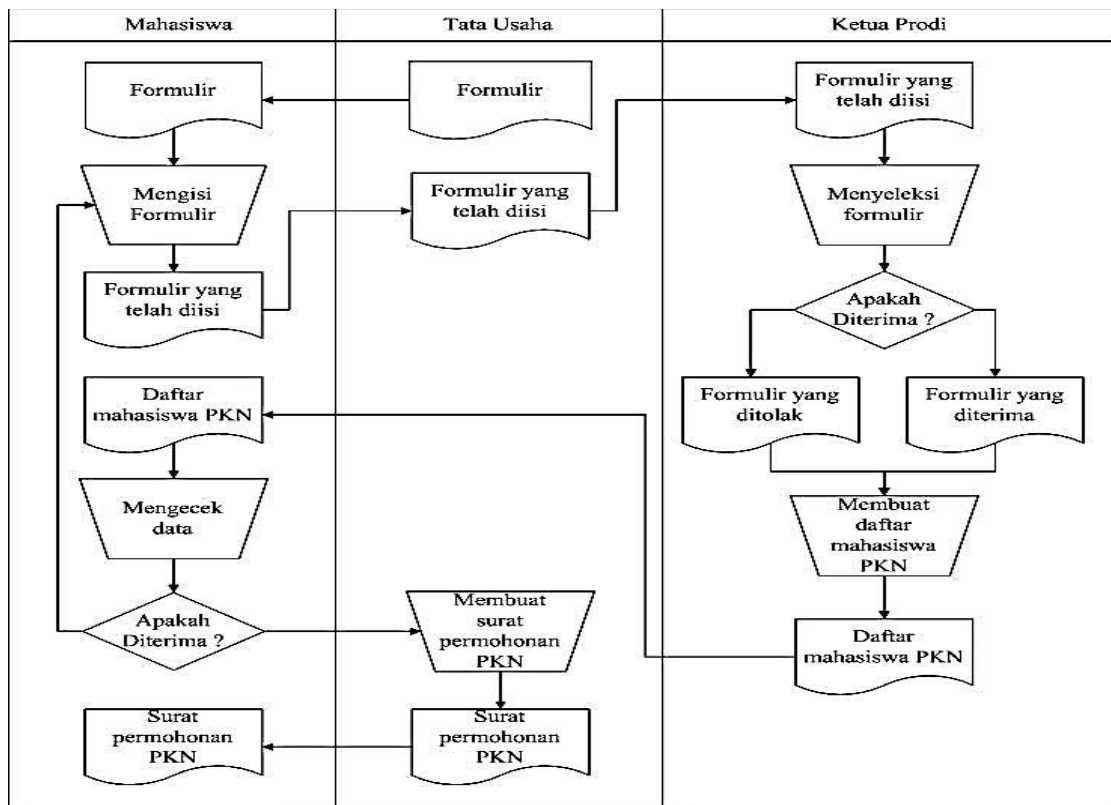 Mahasiswa
Tata Usaha
Ketua Prodi
Formulir
Formulir
Formulir yang
telah diisi
Mengisi
Formulir
Formulir yang
telah diisi
Menyeleksi
formulir
Formulir yang
telah diisi
Apakah
Diterima ?
Daftar
mahasiswa PKN
Formulir yang
ditolak
Formulir yang
diterima
Mengecek
data
Membuat
daftar
mahasiswa
PKN
Apakah
Diterima ?
Membuat
surat
permohonan
PKN
Daftar
mahasiswa PKN
Surat
permohonan
PKN
Surat
permohonan
PKN